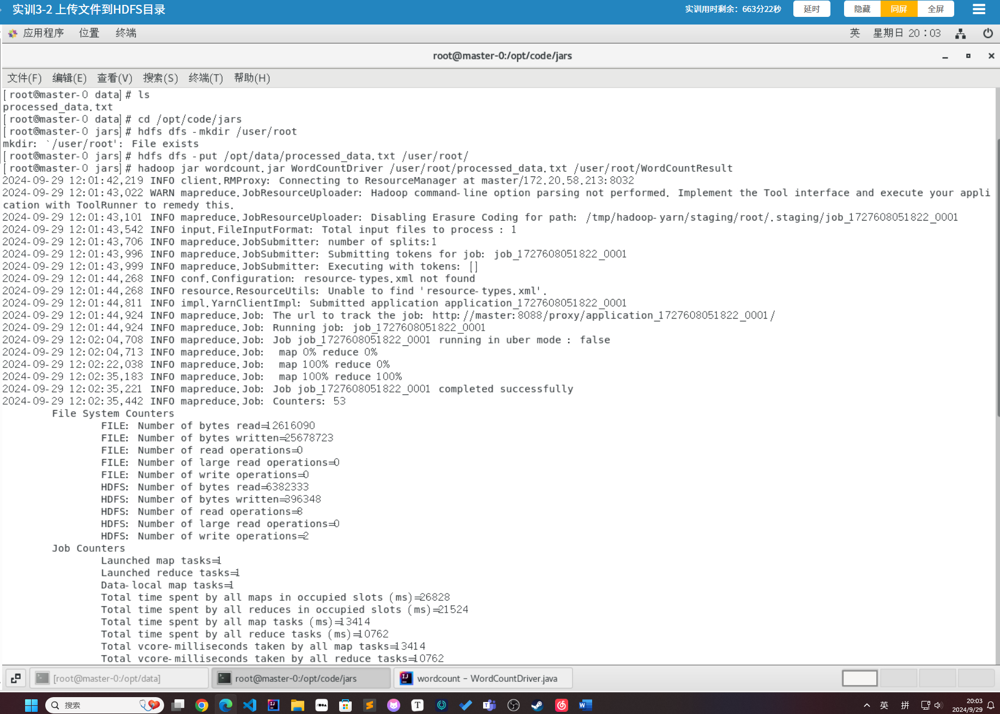 实训3-2 上传文件到HDFS目录
实训用时剩余：663分22秒 延时 隐藏 同屏 全屏
应用程序 位置 终端 英 星期日 20：03
root@master-0:/opt/code/jars
文件(F) 编辑(E) 查看(V) 搜索(S) 终端(T) 帮助(H)
[root@master-0 data]# ls
processed_data.txt
[root@master-0 data]# cd /opt/code/jars
[root@master-0 jars]# hdfs dfs -mkdir /user/root
mkdir: `/user/root': File exists
[root@master-0 jars]# hdfs dfs -put /opt/data/processed_data.txt /user/root/
[root@master-0 jars]# hadoop jar wordcount.jar WordCountDriver /user/root/processed_data.txt /user/root/WordCountResult
2024-09-29 12:01:42,219 INFO client.RMProxy: Connecting to ResourceManager at master/172.20.58.213:8032
2024-09-29 12:01:43,022 WARN mapreduce.JobResourceUploader: Hadoop command-line option parsing not performed. Implement the Tool interface and execute your appli
cation with ToolRunner to remedy this.
2024-09-29 12:01:43,101 INFO mapreduce.JobResourceUploader: Disabling Erasure Coding for path: /tmp/hadoop-yarn/staging/root/.staging/job_1727608051822_0001
2024-09-29 12:01:43,542 INFO input.FileInputFormat: Total input files to process : 1
2024-09-29 12:01:43,706 INFO mapreduce.JobSubmitter: number of splits:1
2024-09-29 12:01:43,996 INFO mapreduce.JobSubmitter: Submitting tokens for job: job_1727608051822_0001
2024-09-29 12:01:43,999 INFO mapreduce.JobSubmitter: Executing with tokens: []
2024-09-29 12:01:44,268 INFO conf.Configuration: resource-types.xml not found
2024-09-29 12:01:44,268 INFO resource.ResourceUtils: Unable to find 'resource-types.xml'.
2024-09-29 12:01:44,811 INFO impl.YarnClientImpl: Submitted application application_1727608051822_0001
2024-09-29 12:01:44,924 INFO mapreduce.Job: The url to track the job: http://master:8088/proxy/application_1727608051822_0001/
2024-09-29 12:01:44,924 INFO mapreduce.Job: Running job: job_1727608051822_0001
2024-09-29 12:02:04,708 INFO mapreduce.Job: Job job_1727608051822_0001 running in uber mode : false
2024-09-29 12:02:04,713 INFO mapreduce.Job:  map 0% reduce 0%
2024-09-29 12:02:22,038 INFO mapreduce.Job:  map 100% reduce 0%
2024-09-29 12:02:35,183 INFO mapreduce.Job:  map 100% reduce 100%
2024-09-29 12:02:35,221 INFO mapreduce.Job: Job job_1727608051822_0001 completed successfully
2024-09-29 12:02:35,442 INFO mapreduce.Job: Counters: 53
File System Counters
FILE: Number of bytes read=12616090
FILE: Number of bytes written=25678723
FILE: Number of read operations=0
FILE: Number of large read operations=0
FILE: Number of write operations=0
HDFS: Number of bytes read=6382333
HDFS: Number of bytes written=396348
HDFS: Number of read operations=8
HDFS: Number of large read operations=0
HDFS: Number of write operations=2
Job Counters
Launched map tasks=1
Launched reduce tasks=1
Data-local map tasks=1
Total time spent by all maps in occupied slots (ms)=26828
Total time spent by all reduces in occupied slots (ms)=21524
Total time spent by all map tasks (ms)=13414
Total time spent by all reduce tasks (ms)=10762
Total vcore-milliseconds taken by all map tasks=13414
Total vcore-milliseconds taken by all reduce tasks=10762
[root@master-0:/opt/data] root@master-0:/opt/code/jars wordcount – WordCountDriver.java
搜索 英 拼 20:03
2024/9/29